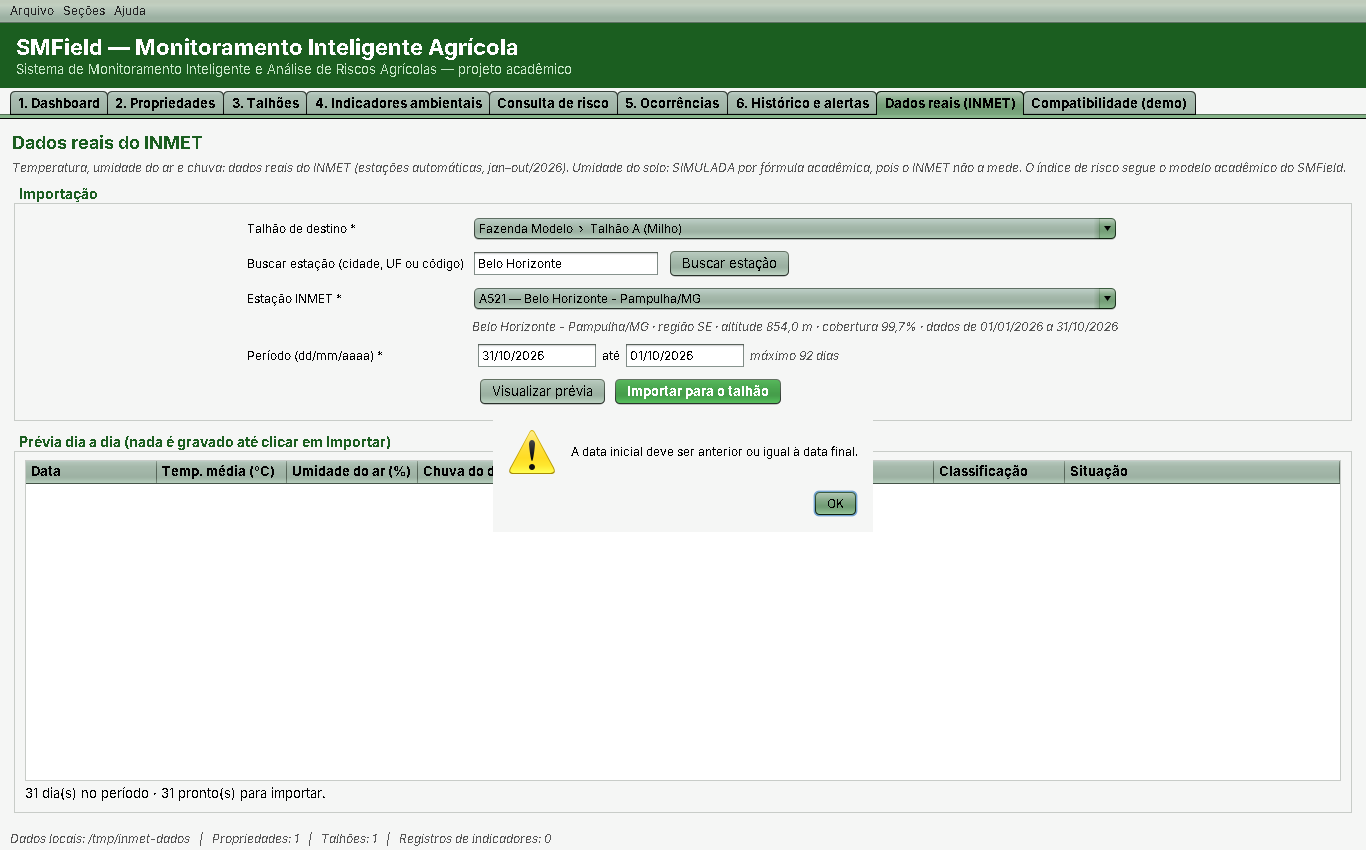 Arquivo Seções Ajuda
SMField — Monitoramento Inteligente Agrícola
Sistema de Monitoramento Inteligente e Análise de Riscos Agrícolas — projeto acadêmico
1. Dashboard 2. Propriedades 3. Talhões 4. Indicadores ambientais Consulta de risco 5. Ocorrências 6. Histórico e alertas Dados reais (INMET) Compatibilidade (demo)
Dados reais do INMET
Temperatura, umidade do ar e chuva: dados reais do INMET (estações automáticas, jan–out/2026). Umidade do solo: SIMULADA por fórmula acadêmica, pois o INMET não a mede. O índice de risco segue o modelo acadêmico do SMField.
Importação
Talhão de destino * Fazenda Modelo › Talhão A (Milho)
Buscar estação (cidade, UF ou código) Belo Horizonte Buscar estação
Estação INMET * A521 — Belo Horizonte - Pampulha/MG
Belo Horizonte - Pampulha/MG · região SE · altitude 854,0 m · cobertura 99,7% · dados de 01/01/2026 a 31/10/2026
Período (dd/mm/aaaa) * 31/10/2026 até 01/10/2026 máximo 92 dias
Visualizar prévia Importar para o talhão
Prévia dia a dia (nada é gravado até clicar em Importar)
A data inicial deve ser anterior ou igual à data final.
Data Temp. média (°C) Umidade do ar (%) Chuva do Classificação Situação
OK
31 dia(s) no período · 31 pronto(s) para importar.
Dados locais: /tmp/inmet-dados | Propriedades: 1 | Talhões: 1 | Registros de indicadores: 0